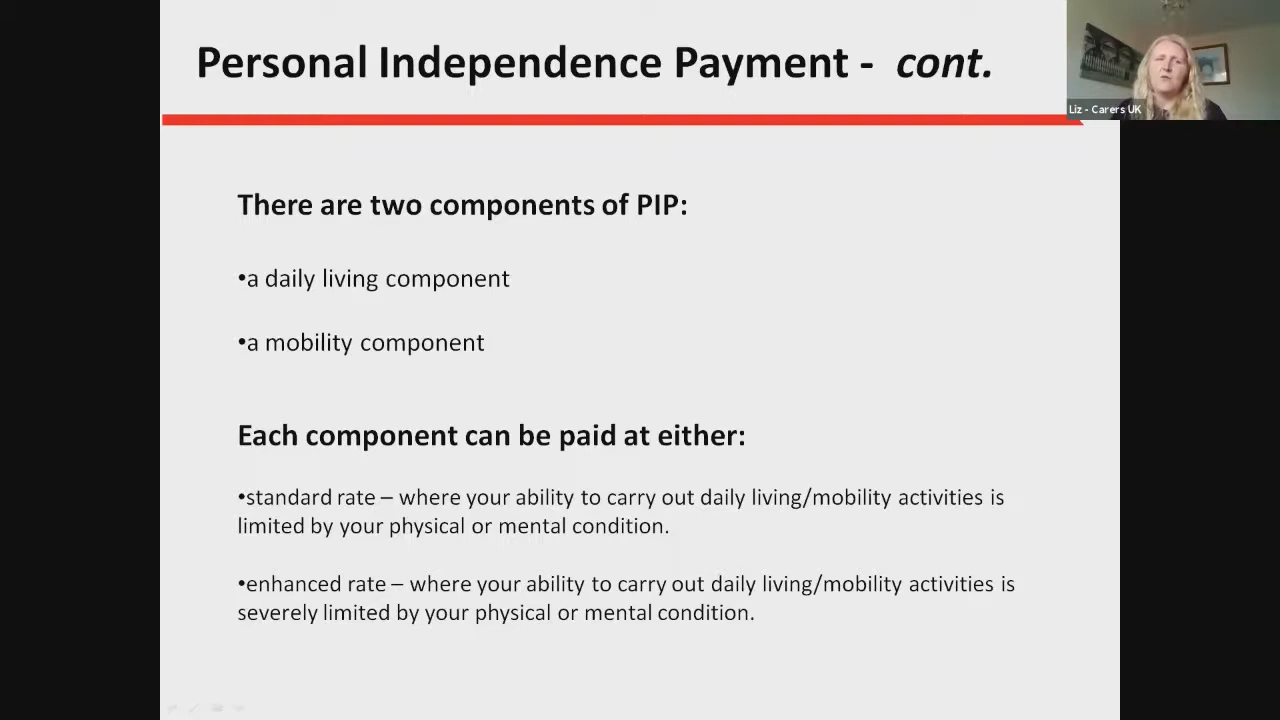 Personal Independence Payment - cont.
Liz - Carers UK
There are two components of PIP:
•a daily living component
•a mobility component
Each component can be paid at either:
•standard rate – where your ability to carry out daily living/mobility activities is
limited by your physical or mental condition.
•enhanced rate – where your ability to carry out daily living/mobility activities is
severely limited by your physical or mental condition.